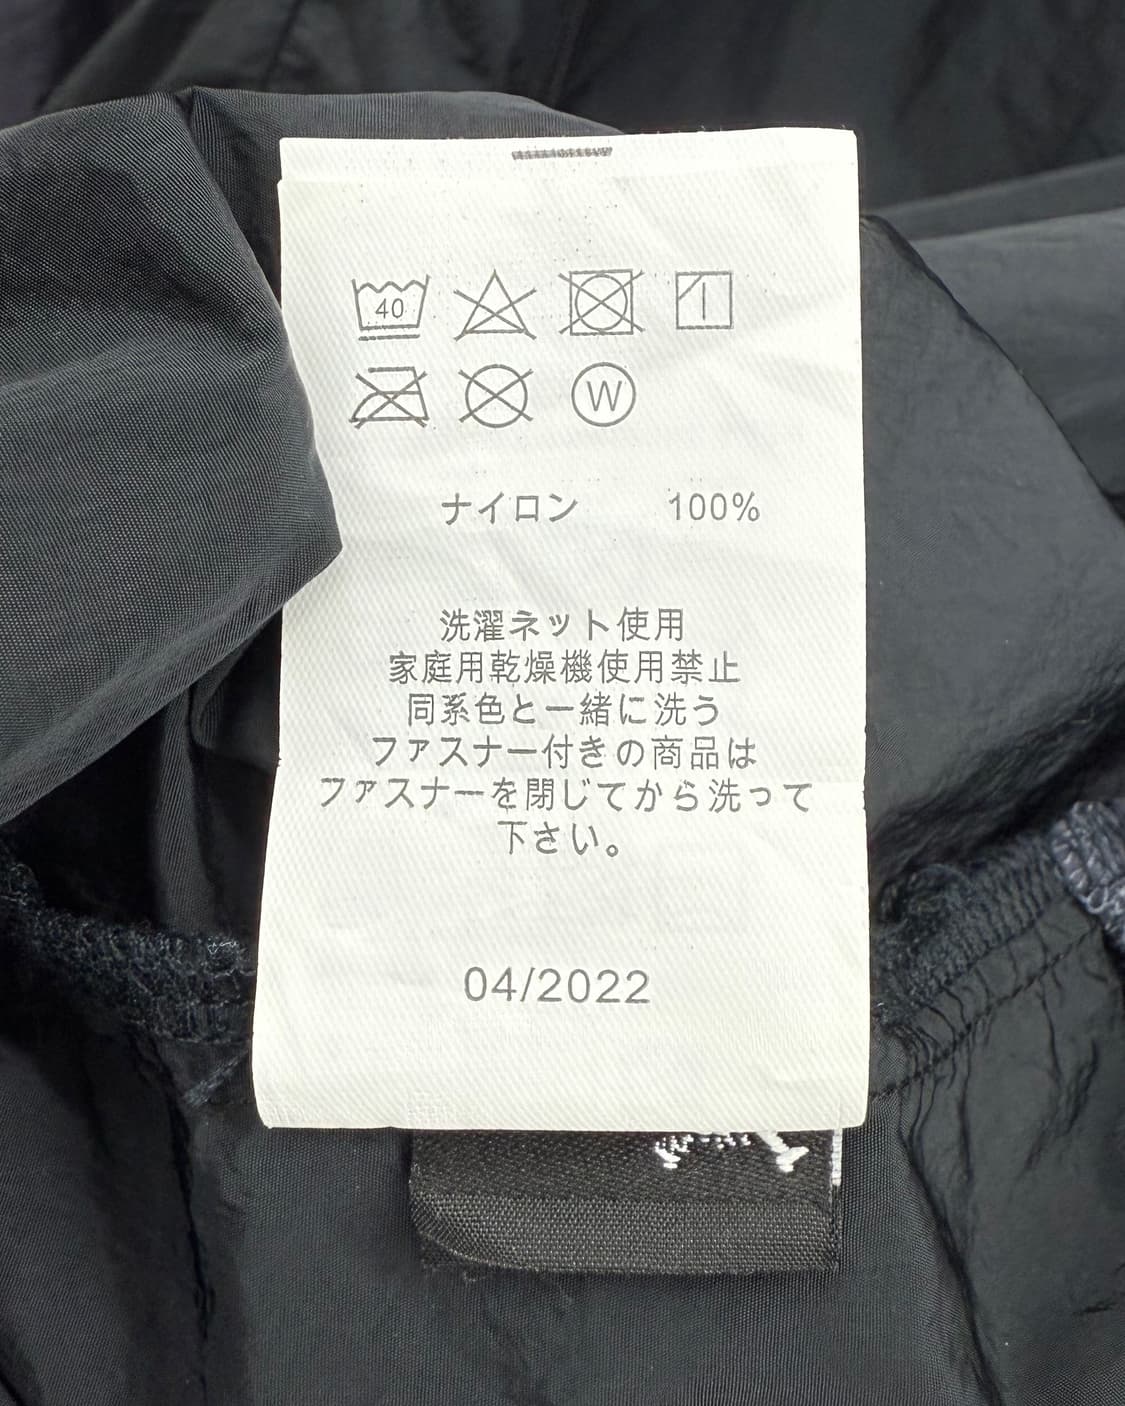 40
W
ナイロン 100%
洗濯ネット使用
家庭用乾燥機使用禁止
同系色と一緒に洗う
ファスナー付きの商品は
ファスナーを閉じてから洗って
下さい。
04/2022